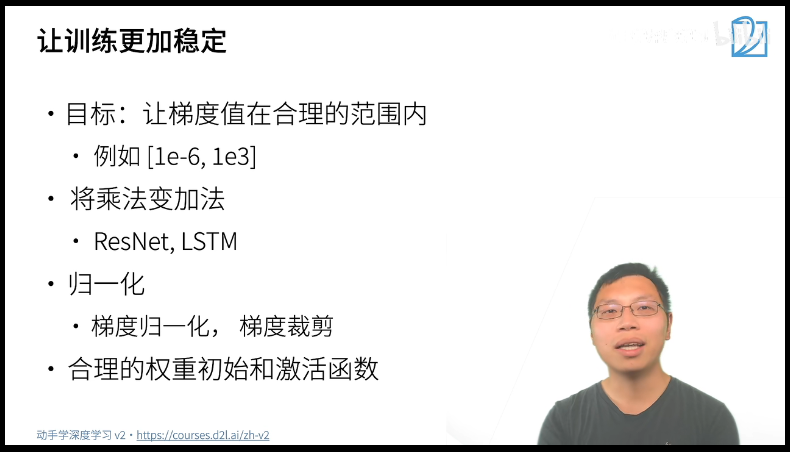 让训练更加稳定
• 目标：让梯度值在合理的范围内
• 例如 [1e-6, 1e3]
• 将乘法变加法
• ResNet, LSTM
• 归一化
• 梯度归一化， 梯度裁剪
• 合理的权重初始和激活函数
动手学深度学习 v2 • https://courses.d2l.ai/zh-v2